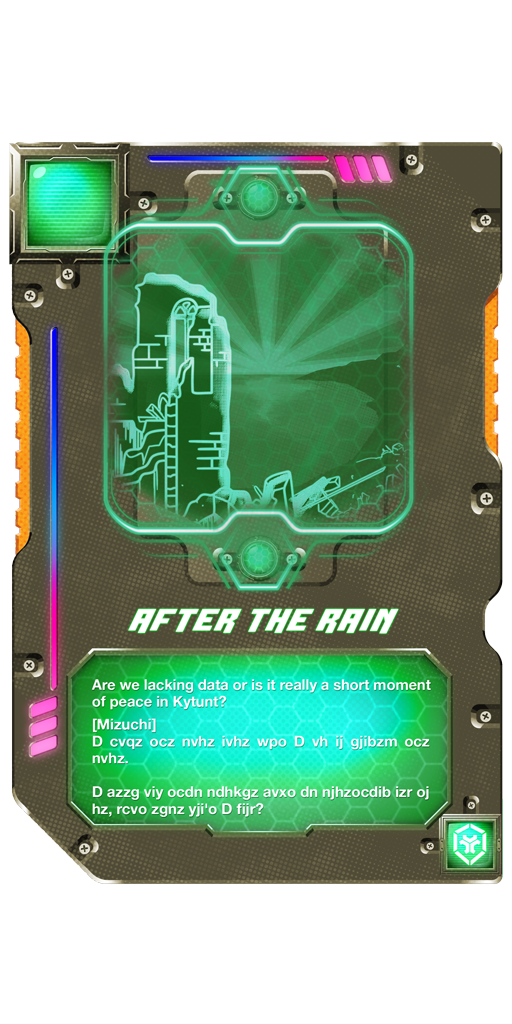 AFTER THE RAIN
Are we lacking data or is it really a short moment
of peace in Kytunt?
[Mizuchi]
D cvqz ocz nvhz ivhz wpo D vh ij gjibzm ocz
nvhz.
D azzg viy ocdn ndhkgz avxo dn njhzocdib izr oj
hz, rcvo zgnz yji'o D fijr?